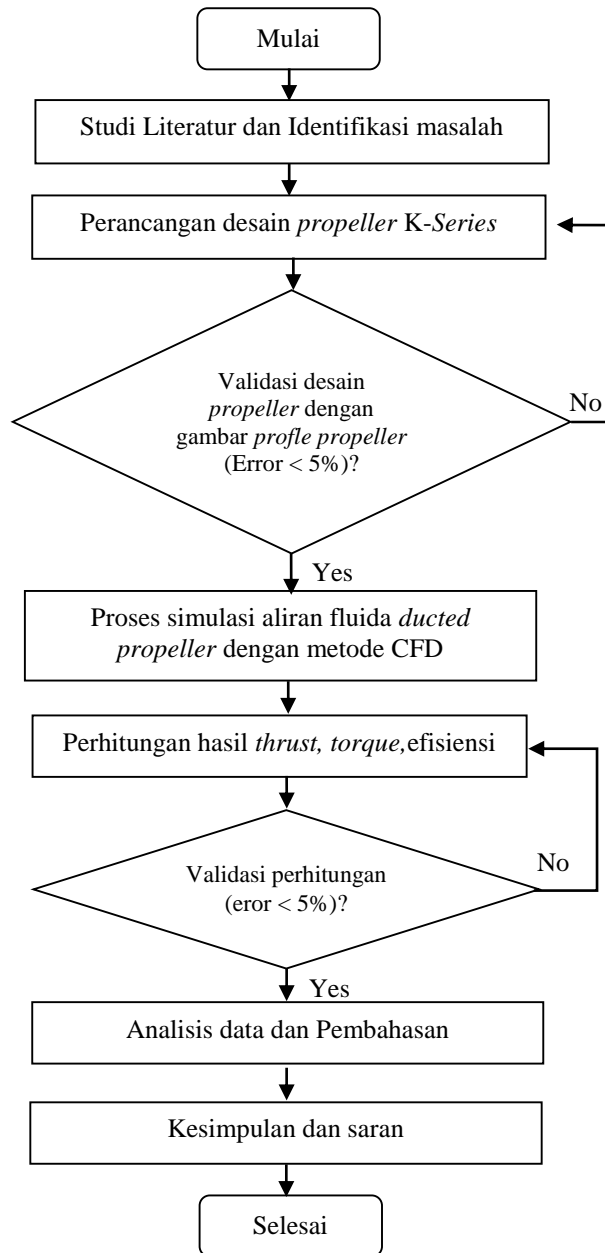 Mulai
Studi Literatur dan Identifikasi masalah
Perancangan desain propeller K-Series
Validasi desain
propeller dengan
gambar profle propeller
(Error < 5%)?
No
Yes
Proses simulasi aliran fluida ducted
propeller dengan metode CFD
Perhitungan hasil thrust, torque,efisiensi
Validasi perhitungan
(eror < 5%)?
No
Yes
Analisis data dan Pembahasan
Kesimpulan dan saran
Selesai